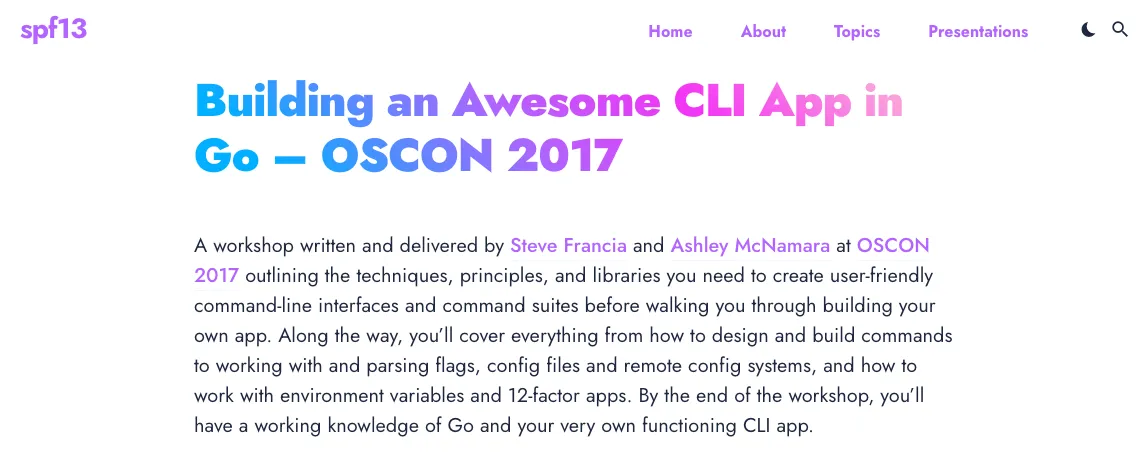 spf13
Home About Topics Presentations
Building an Awesome CLI App in
Go – OSCON 2017
A workshop written and delivered by Steve Francia and Ashley McNamara at OSCON
2017 outlining the techniques, principles, and libraries you need to create user-friendly
command-line interfaces and command suites before walking you through building your
own app. Along the way, you’ll cover everything from how to design and build commands
to working with and parsing flags, config files and remote config systems, and how to
work with environment variables and 12-factor apps. By the end of the workshop, you’ll
have a working knowledge of Go and your very own functioning CLI app.